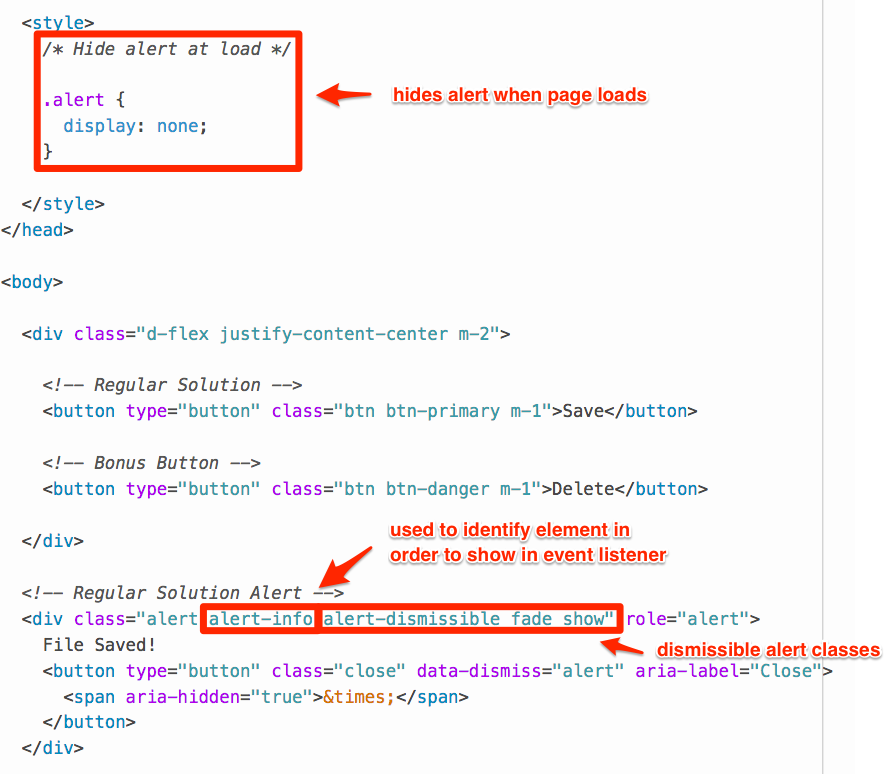 <style>
/* Hide alert at load */
.alert {
hides alert when page loads
display: none;
}
</style>
</head>
<body>
<div class="d-flex justify-content-center m-2">
<!-- Regular Solution -->
<button type="button" class="btn btn-primary m-1">Save</button>
<!-- Bonus Button -->
<button type="button" class="btn btn-danger m-1">Delete</button>
</div>
used to identify element in
order to show in event listener
<!-- Regular Solution Alert -->
<div class="alert alert-info alert-dismissible fade show" role="alert">
File Saved!
dismissible alert classes
<button type="button" class="close" data-dismiss="alert" aria-label="Close">
<span aria-hidden="true">&times;</span>
</button>
</div>